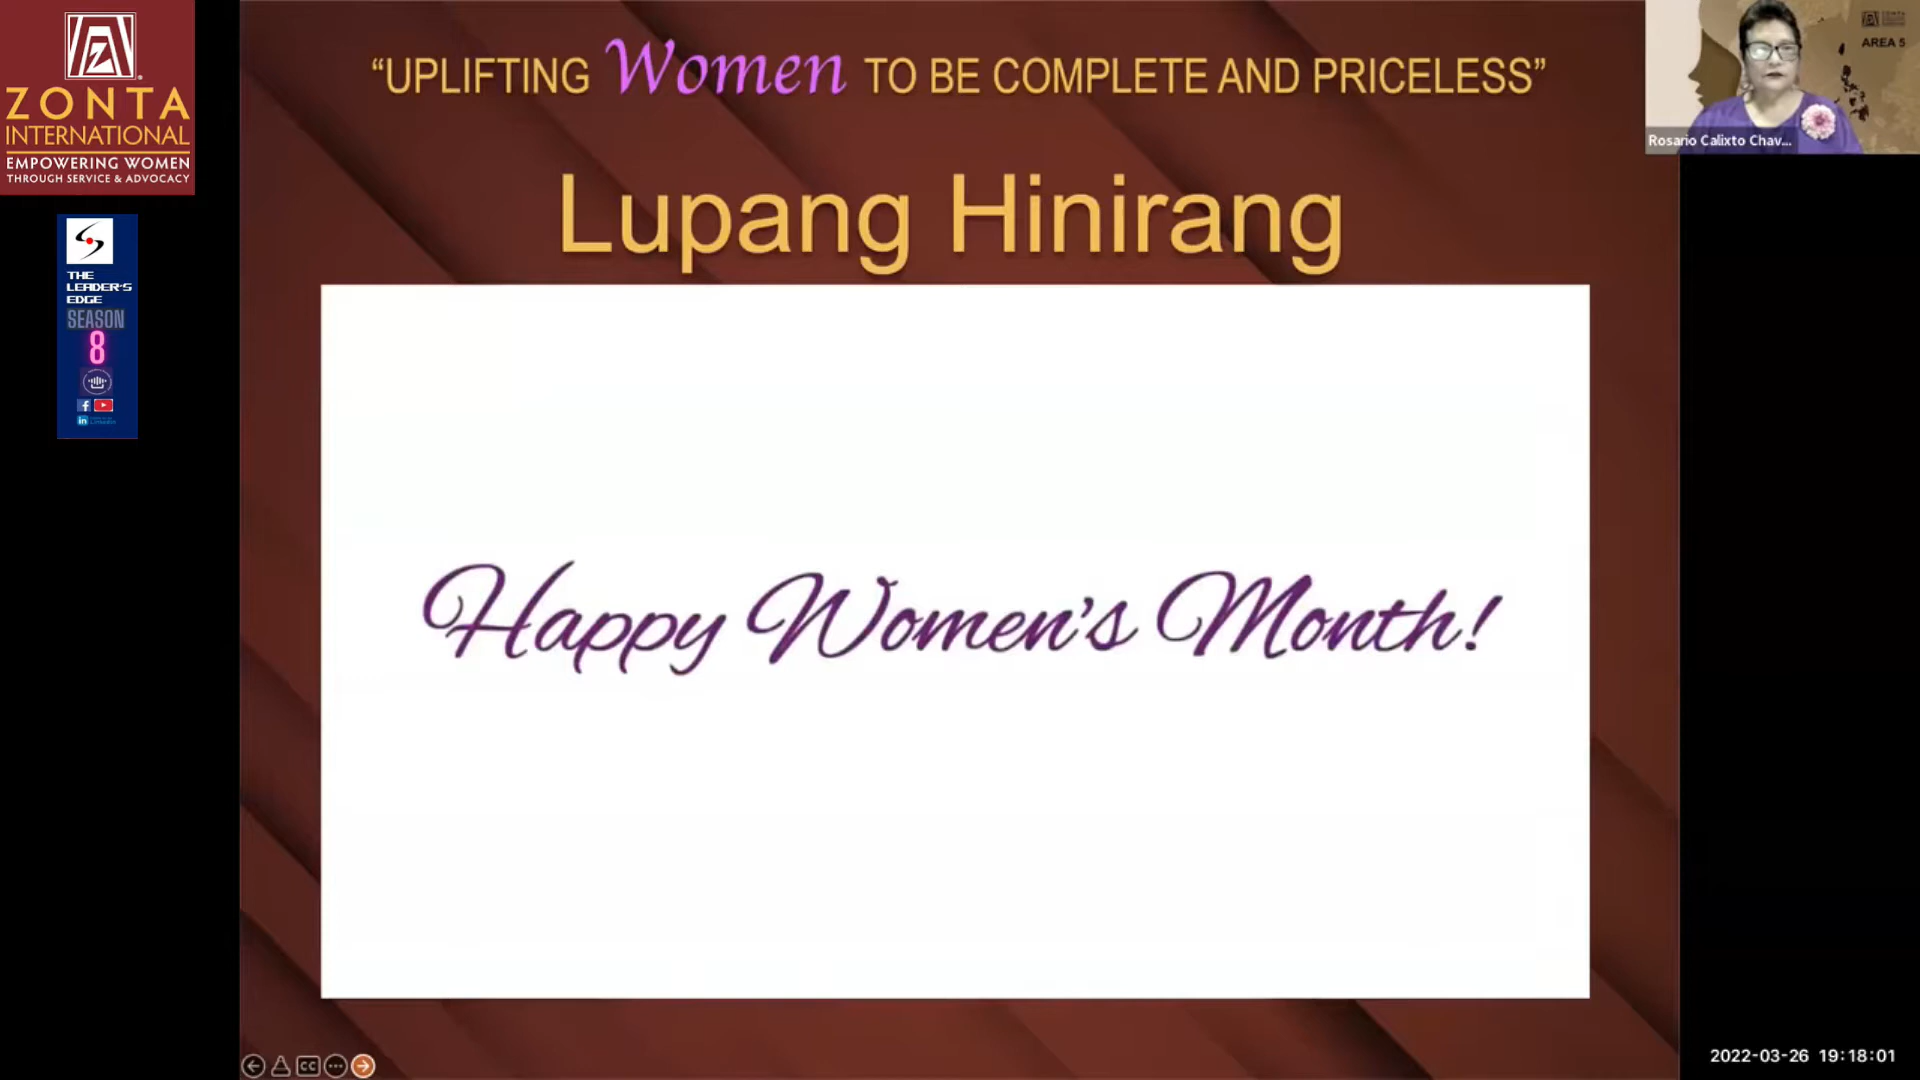 “UPLIFTING Women TO BE COMPLETE AND PRICELESS”
Lupang Hinirang
Happy Women's Month!
ZONTA
INTERNATIONAL
EMPOWERING WOMEN
THROUGH SERVICE & ADVOCACY
THE
LEADER'S
EDGE
SEASON
8
AREA 5
Rosario Calixto Chav...
CC
2022-03-26 19:18:01